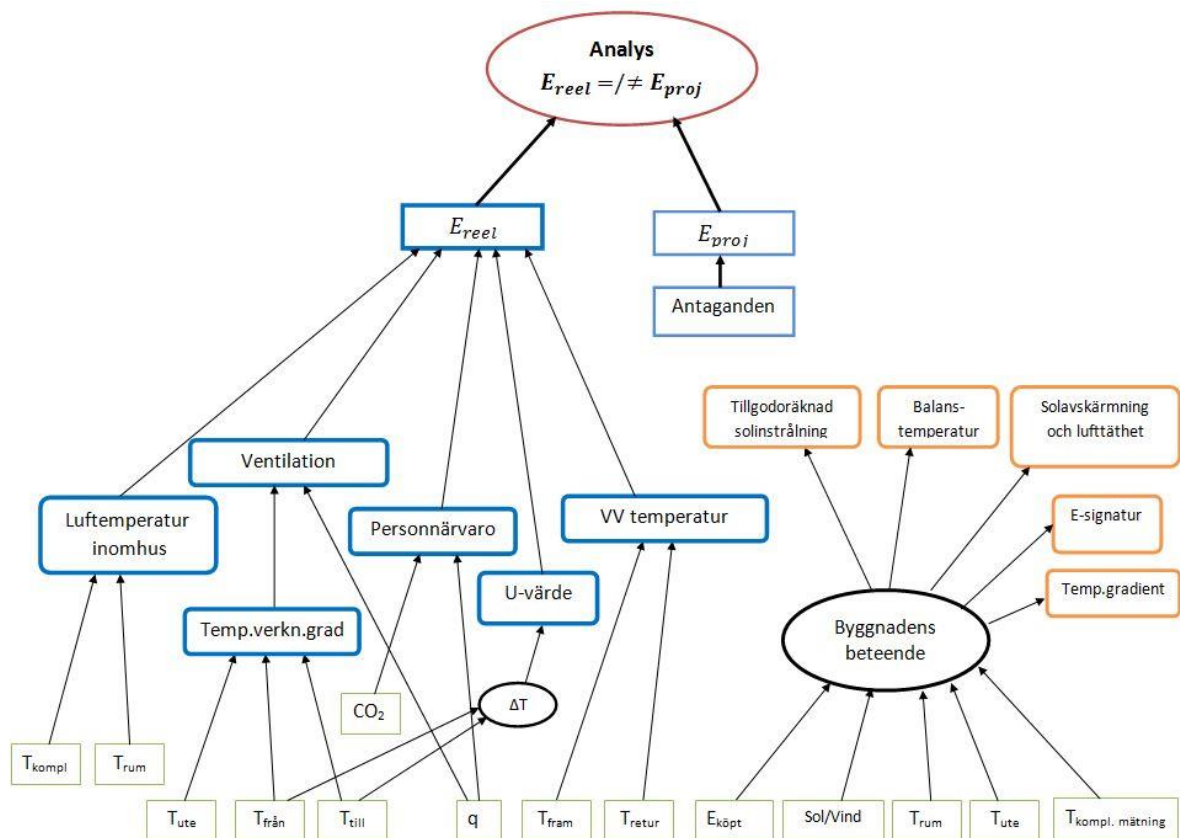 Analys
E_reel =/≠ E_proj
E_reel
E_proj
Antaganden
Tillgodoräknad
solinstrålning
Balans-
temperatur
Solavskärmning
och lufttäthet
Ventilation
Luftemperatur
inomhus
Personnärvaro
VV temperatur
E-signatur
U-värde
Temp.gradient
Temp.verkn.grad
Byggnadens
beteende
CO₂
ΔT
T_kompl
T_rum
T_ute
T_från
T_till
q
T_fram
T_retur
E_köpt
Sol/Vind
T_rum
T_ute
T_kompl. mätning